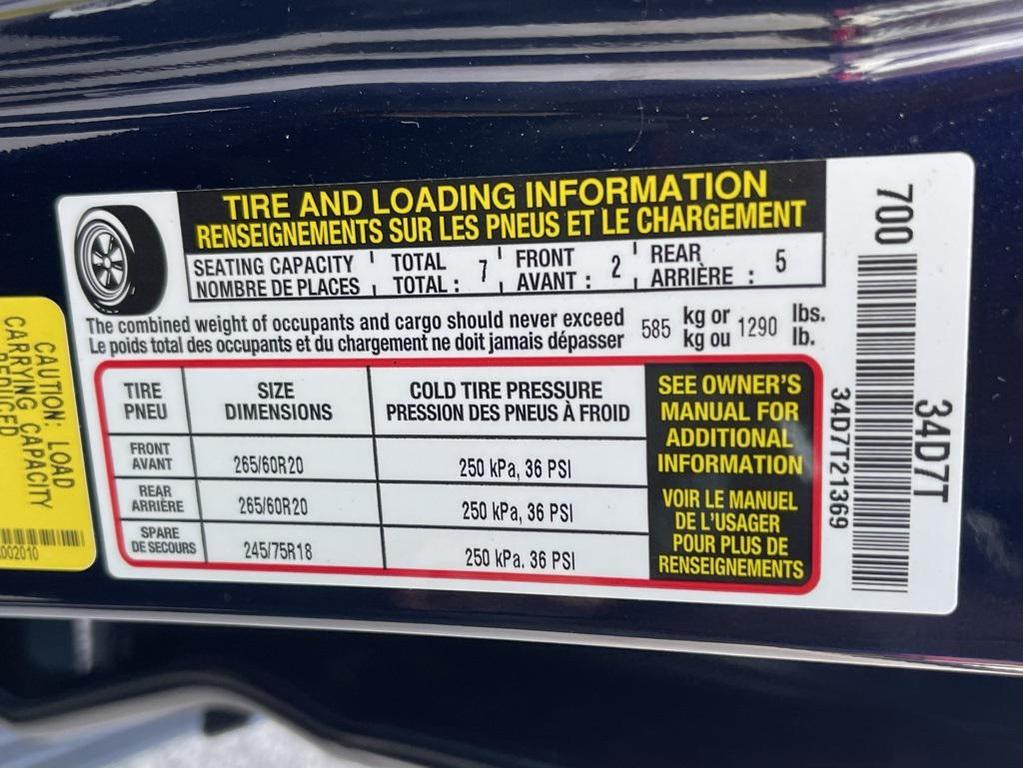 TIRE AND LOADING INFORMATION
RENSEIGNEMENTS SUR LES PNEUS ET LE CHARGEMENT
SEATING CAPACITY TOTAL 7 FRONT 2 REAR 5
NOMBRE DE PLACES TOTAL : AVANT : ARRIÈRE :
The combined weight of occupants and cargo should never exceed 585 kg or 1290 lbs.
Le poids total des occupants et du chargement ne doit jamais dépasser kg ou lb.
TIRE SIZE COLD TIRE PRESSURE
PNEU DIMENSIONS PRESSION DES PNEUS À FROID
FRONT
AVANT 265/60R20 250 kPa, 36 PSI
REAR
ARRIÈRE 265/60R20 250 kPa, 36 PSI
SPARE
DE SECOURS 245/75R18 250 kPa. 36 PSI
SEE OWNER'S
MANUAL FOR
ADDITIONAL
INFORMATION
VOIR LE MANUEL
DE L'USAGER
POUR PLUS DE
RENSEIGNEMENTS
700
34D7T
34D7T21369
CAUTION: LOAD
CARRYING CAPACITY
REDUCED
002010